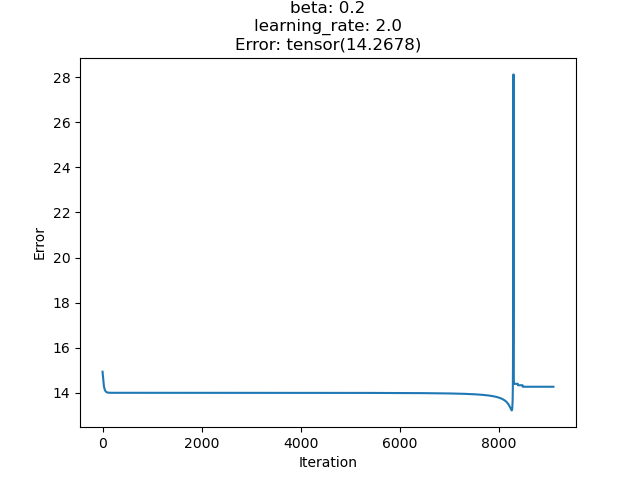 beta: 0.2
learning_rate: 2.0
Error: tensor(14.2678)
28
26
24
22
20
18
16
14
Error
0 2000 4000 6000 8000
Iteration